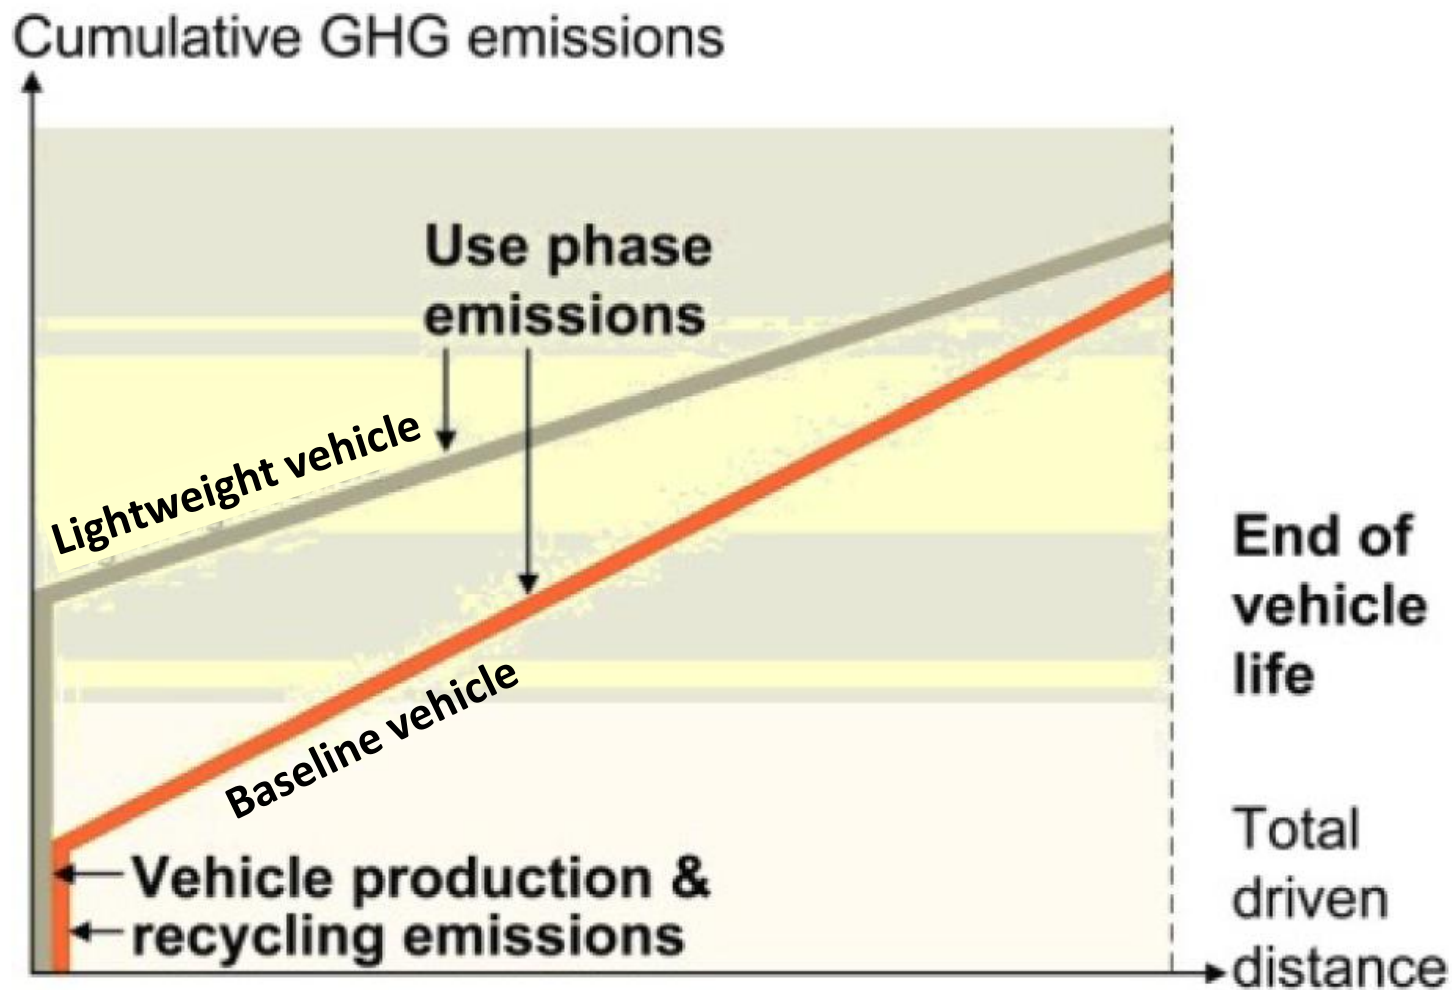 Cumulative GHG emissions
Use phase
emissions
Lightweight vehicle
Baseline vehicle
Vehicle production &
recycling emissions
End of
vehicle
life
Total
driven
distance